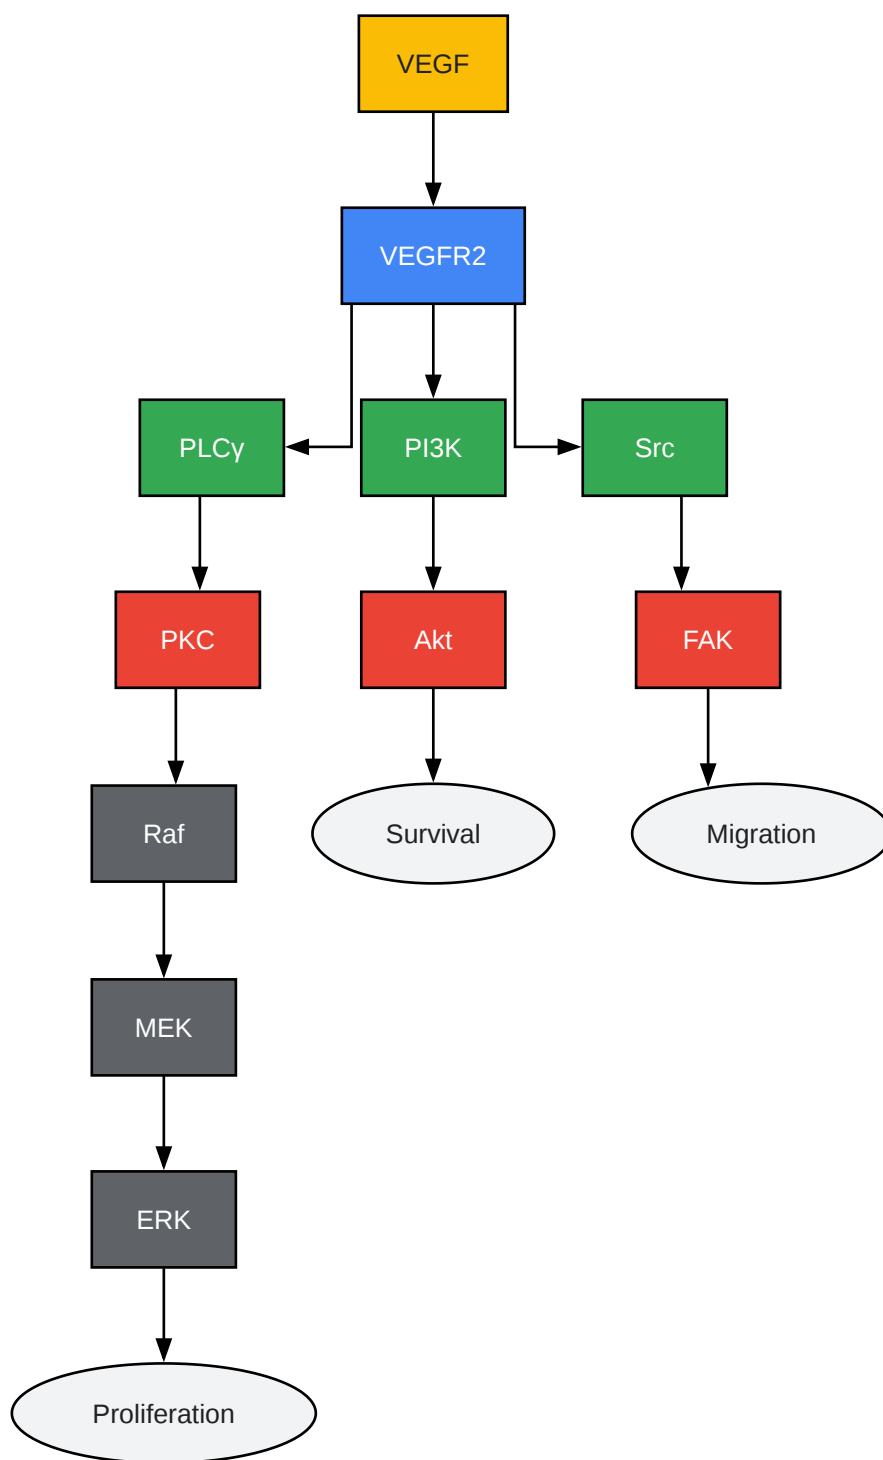 VEGF
VEGFR2
PLCγ
PI3K
Src
PKC
Akt
FAK
Raf
Survival
Migration
MEK
ERK
Proliferation